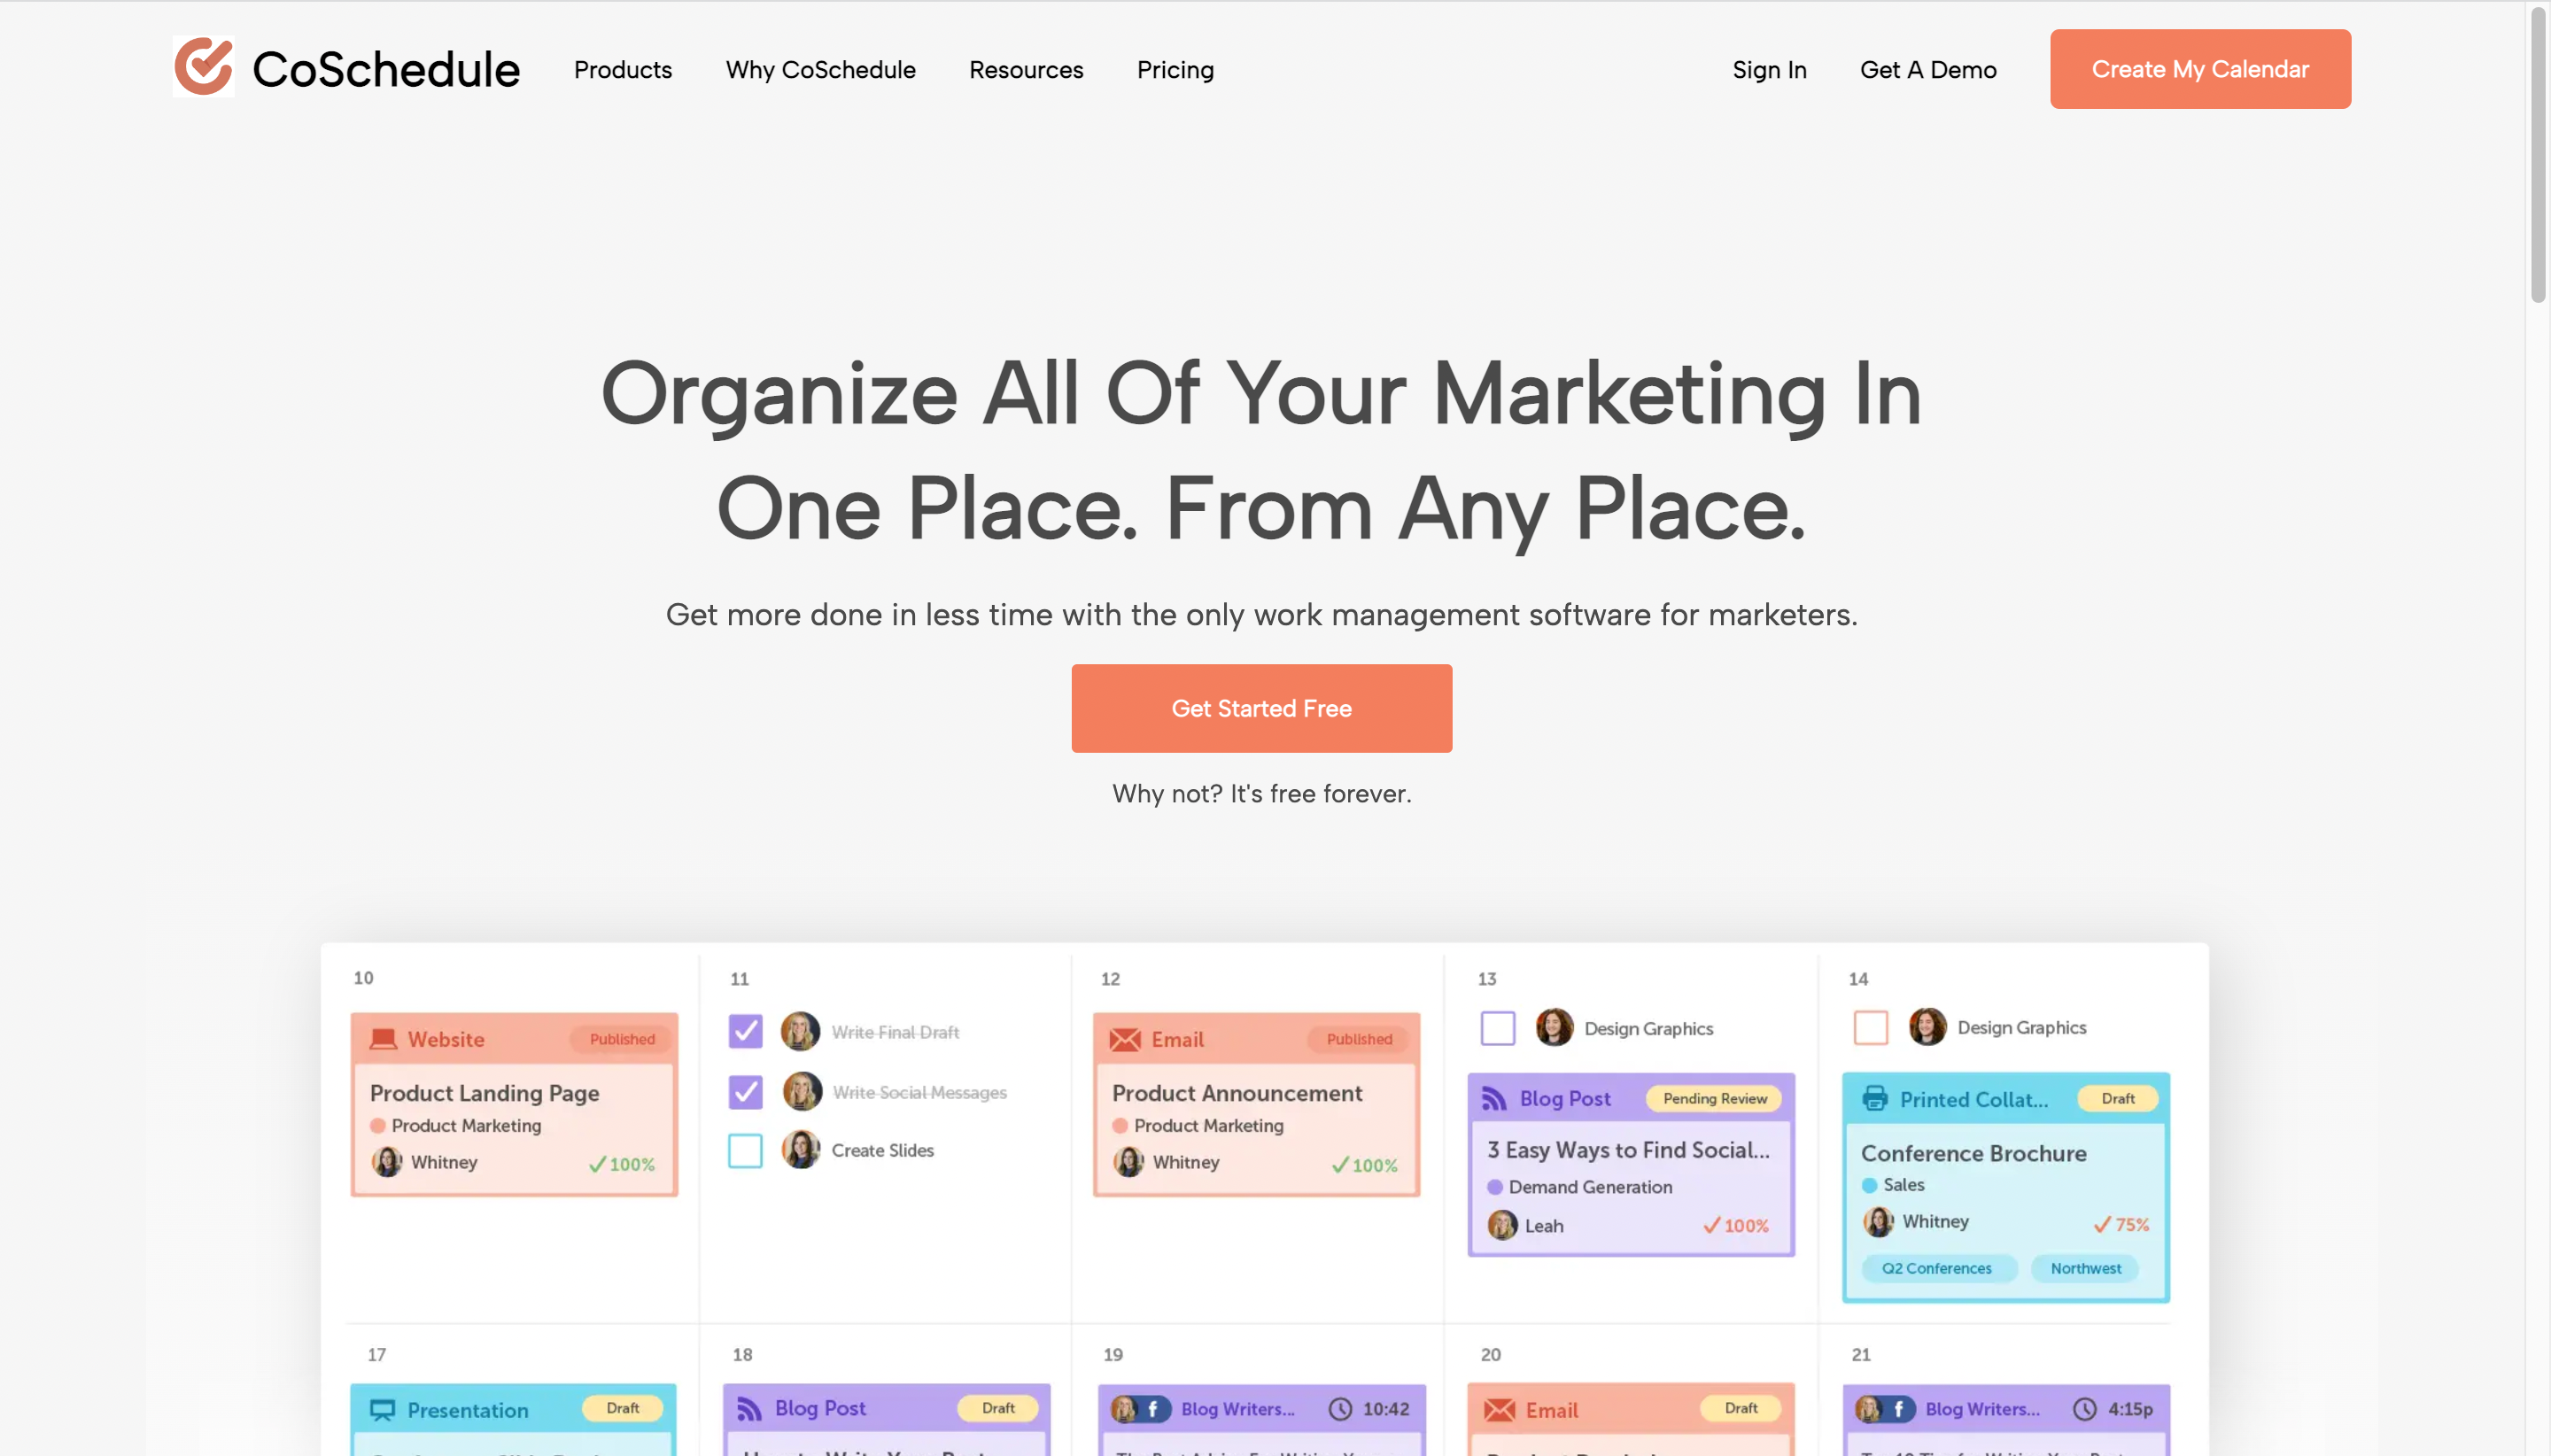 CoSchedule Products Why CoSchedule Resources Pricing Sign In Get A Demo Create My Calendar
Organize All Of Your Marketing In
One Place. From Any Place.
Get more done in less time with the only work management software for marketers.
Get Started Free
Why not? It's free forever.
10
Website Published
Product Landing Page
Product Marketing
Whitney 100%
11
Write Final Draft
Write Social Messages
Create Slides
12
Email Published
Product Announcement
Product Marketing
Whitney 100%
13
Design Graphics
Blog Post Pending Review
3 Easy Ways to Find Social...
Demand Generation
Leah 100%
14
Design Graphics
Printed Collat... Draft
Conference Brochure
Sales
Whitney 75%
Q2 Conferences Northwest
17
Presentation Draft
18
Blog Post Draft
19
Blog Writers... 10:42
20
Email Draft
21
Blog Writers... 4:15p